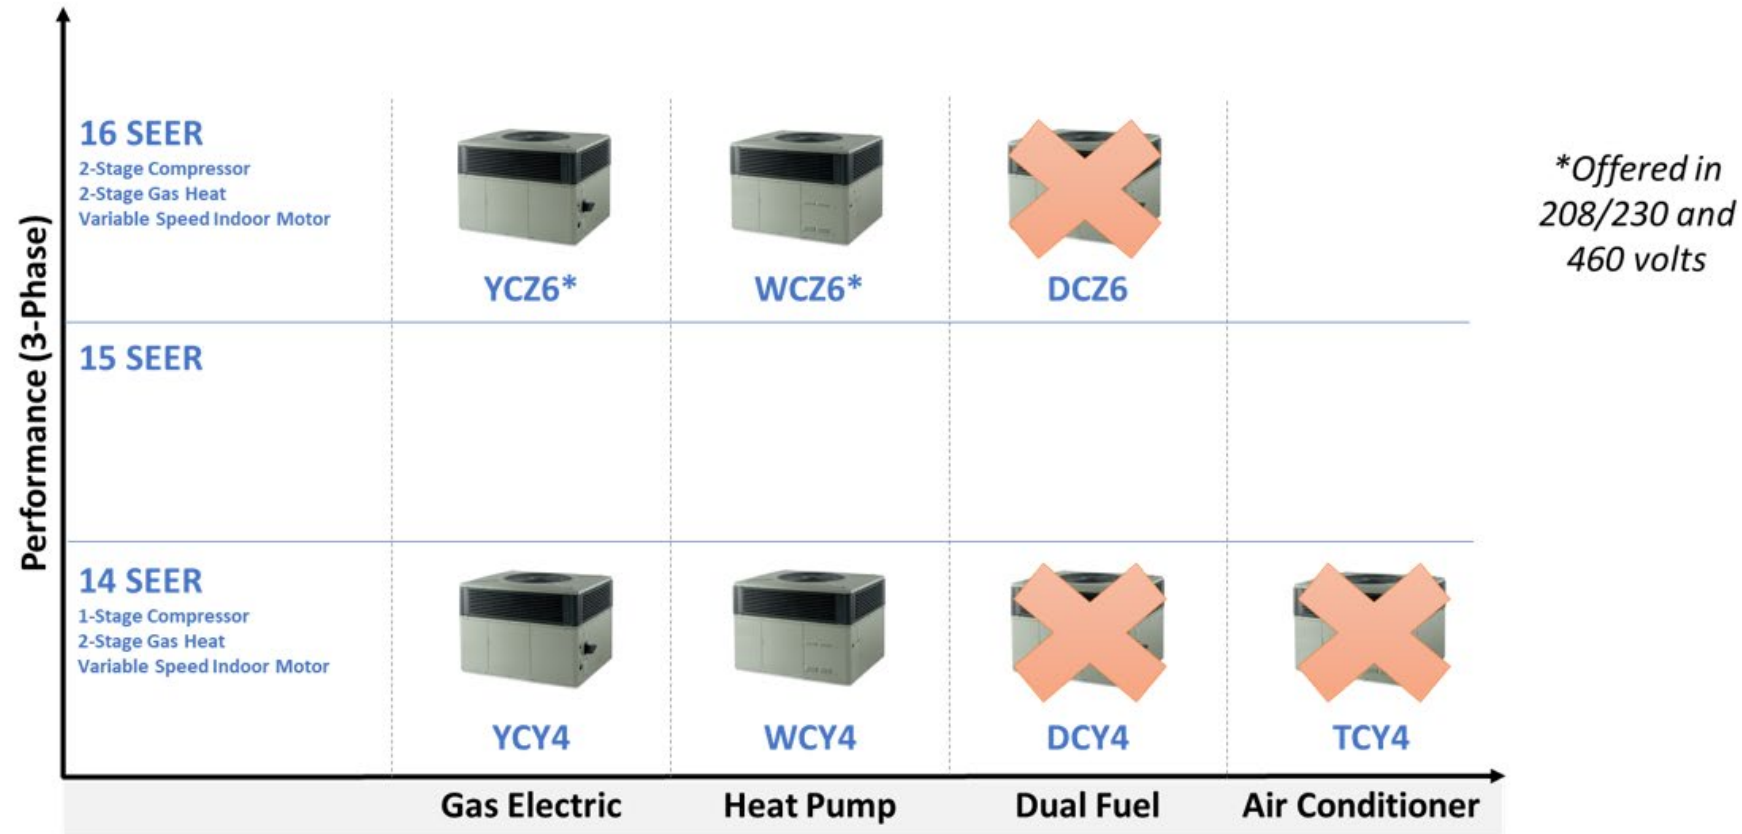 Performance (3-Phase)
16 SEER
2-Stage Compressor
2-Stage Gas Heat
Variable Speed Indoor Motor
YCZ6*
WCZ6*
DCZ6
*Offered in
208/230 and
460 volts
15 SEER
14 SEER
1-Stage Compressor
2-Stage Gas Heat
Variable Speed Indoor Motor
YCY4
WCY4
DCY4
TCY4
Gas Electric
Heat Pump
Dual Fuel
Air Conditioner